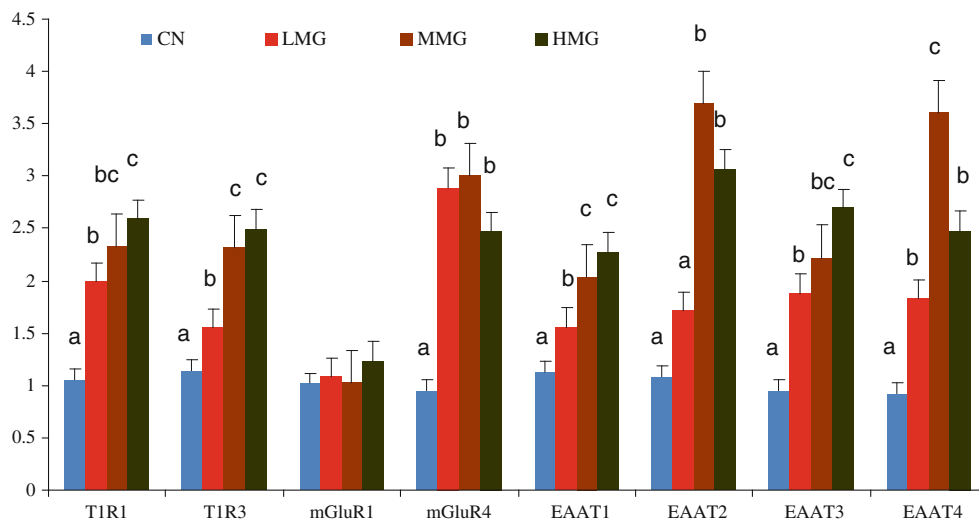 4.5
CN LMG MMG HMG
b c
4
3.5
b b b b
3
bc c c c b b c c bc c b
2.5
b b b b b
2
a
1.5
a a a a a a a
1
0.5
0
T1R1 T1R3 mGluR1 mGluR4 EAAT1 EAAT2 EAAT3 EAAT4